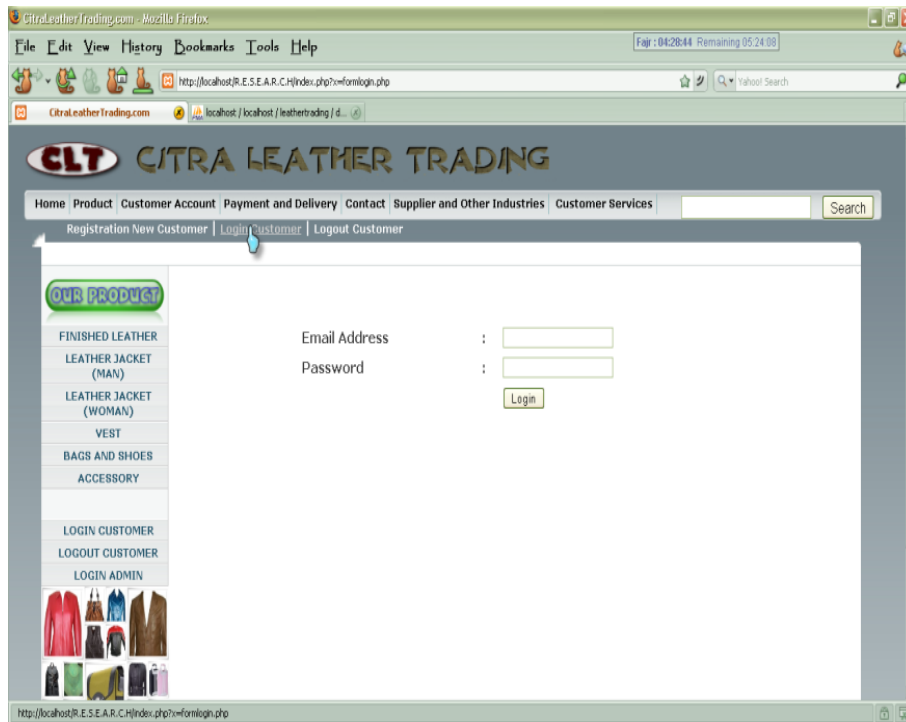 CitraLeatherTrading.com - Mozilla Firefox
File Edit View History Bookmarks Tools Help
Fajr : 04:28:44 Remaining 05:24:08
http://localhost/R.E.S.E.A.R.C.H/index.php?x=formlogin.php
Yahoo! Search
CitraLeatherTrading.com
localhost / localhost / leathertrading / d...
CLT CITRA LEATHER TRADING
Home Product Customer Account Payment and Delivery Contact Supplier and Other Industries Customer Services Search
Registration New Customer | Login Customer | Logout Customer
OUR PRODUCT
FINISHED LEATHER
LEATHER JACKET
(MAN)
LEATHER JACKET
(WOMAN)
VEST
BAGS AND SHOES
ACCESSORY
LOGIN CUSTOMER
LOGOUT CUSTOMER
LOGIN ADMIN
Email Address :
Password :
Login
http://localhost/R.E.S.E.A.R.C.H/index.php?x=formlogin.php